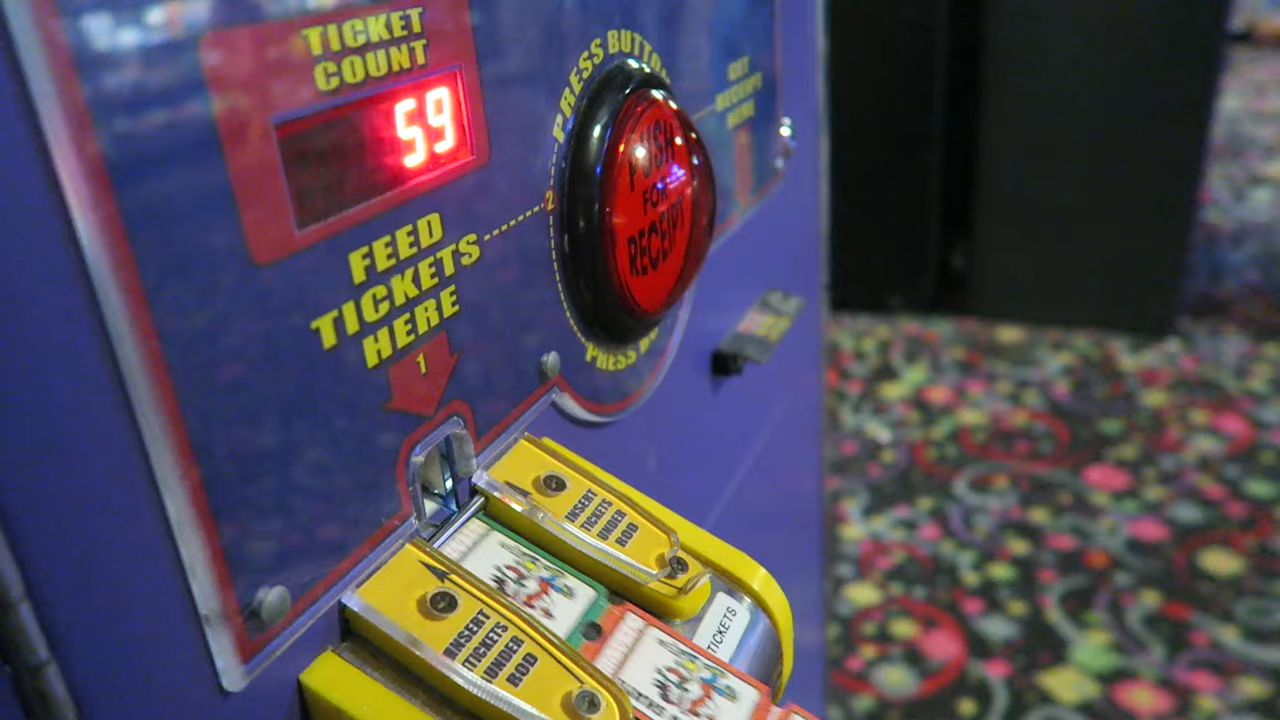 TICKET
COUNT
59
PRESS BUTTON
GET
RECEIPT
HERE
PUSH
FOR
RECEIPT
2
FEED
TICKETS
HERE
1
PRESS
INSERT
TICKETS
UNDER
ROD
TICKETS
INSERT
TICKETS
UNDER
ROD